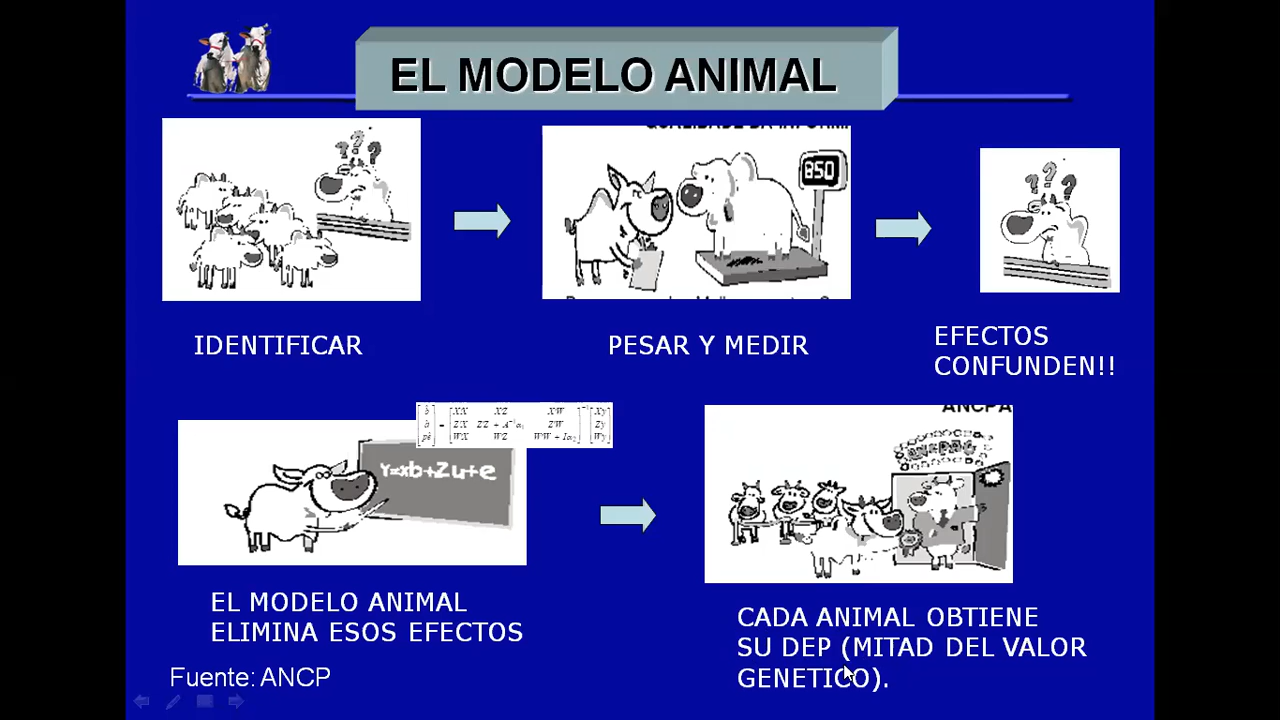 EL MODELO ANIMAL
850
IDENTIFICAR
PESAR Y MEDIR
EFECTOS
CONFUNDEN!!
Y=xb+Zu+e
ANCPA
EL MODELO ANIMAL
ELIMINA ESOS EFECTOS
CADA ANIMAL OBTIENE
SU DEP (MITAD DEL VALOR
GENETICO).
Fuente: ANCP